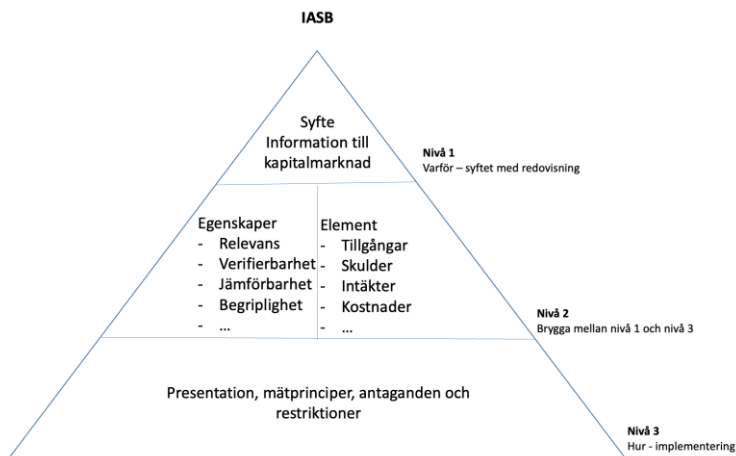 IASB
Syfte
Information till
kapitalmarknad
Nivå 1
Varför – syftet med redovisning
Egenskaper
- Relevans
- Verifierbarhet
- Jämförbarhet
- Begriplighet
- ...
Element
- Tillgångar
- Skulder
- Intäkter
- Kostnader
- ...
Nivå 2
Brygga mellan nivå 1 och nivå 3
Presentation, mätprinciper, antaganden och
restriktioner
Nivå 3
Hur - implementering